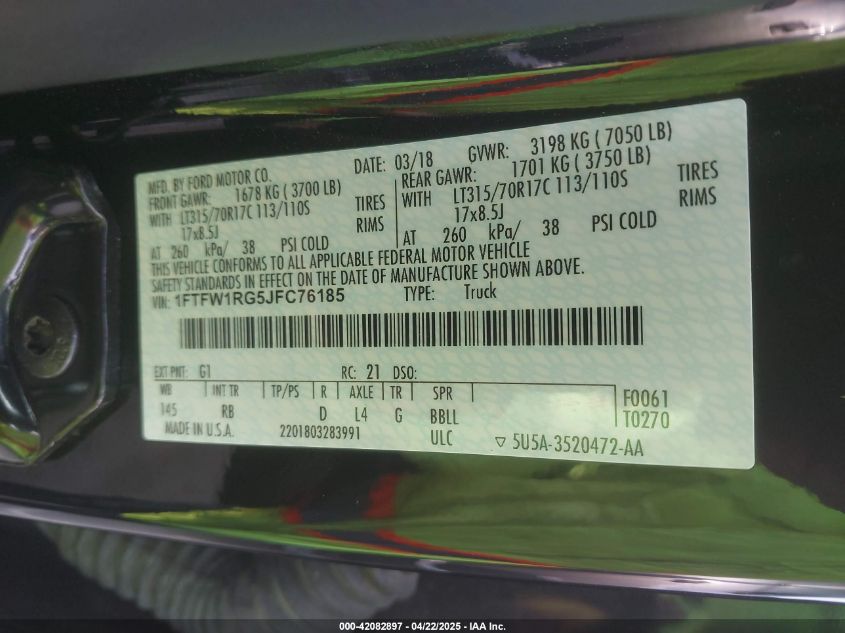 MFD. BY FORD MOTOR CO. DATE: 03/18 GVWR: 3198 KG ( 7050 LB)
FRONT GAWR: 1678 KG ( 3700 LB) REAR GAWR: 1701 KG ( 3750 LB)
WITH LT315/70R17C 113/110S TIRES WITH LT315/70R17C 113/110S TIRES
17x8.5J RIMS 17x8.5J RIMS
AT 260 kPa/ 38 PSI COLD AT 260 kPa/ 38 PSI COLD
THIS VEHICLE CONFORMS TO ALL APPLICABLE FEDERAL MOTOR VEHICLE
SAFETY STANDARDS IN EFFECT ON THE DATE OF MANUFACTURE SHOWN ABOVE.
VIN: 1FTFW1RG5JFC76185 TYPE: Truck
EXT PNT: G1 RC: 21 DSO:
WB INT TR TP/PS R AXLE TR SPR F0061
145 RB D L4 G BBLL T0270
MADE IN U.S.A. 2201803283991 ULC ▽ 5U5A-3520472-AA
000-42082897 - 04/22/2025 - IAA Inc.